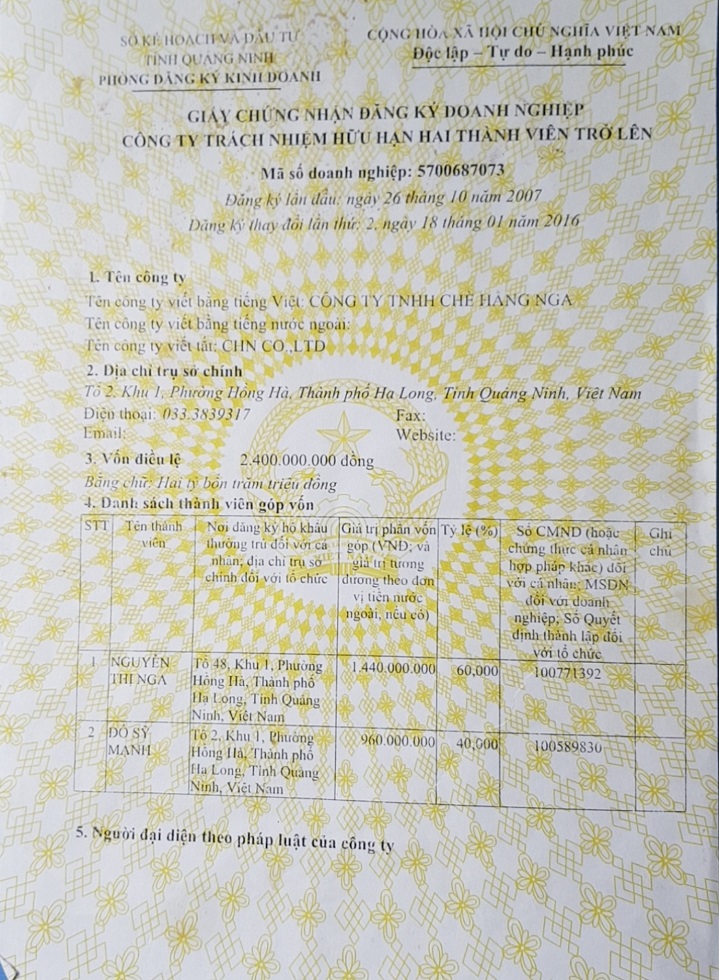 SỞ KẾ HOẠCH VÀ ĐẦU TƯ
TỈNH QUẢNG NINH
PHÒNG ĐĂNG KÝ KINH DOANH
CỘNG HÒA XÃ HỘI CHỦ NGHĨA VIỆT NAM
Độc lập – Tự do – Hạnh phúc
GIẤY CHỨNG NHẬN ĐĂNG KÝ DOANH NGHIỆP
CÔNG TY TRÁCH NHIỆM HỮU HẠN HAI THÀNH VIÊN TRỞ LÊN
Mã số doanh nghiệp: 5700687073
Đăng ký lần đầu: ngày 26 tháng 10 năm 2007
Đăng ký thay đổi lần thứ: 2, ngày 18 tháng 01 năm 2016
1. Tên công ty
Tên công ty viết bằng tiếng Việt: CÔNG TY TNHH CHÈ HẰNG NGA
Tên công ty viết bằng tiếng nước ngoài:
Tên công ty viết tắt: CHN CO.,LTD
2. Địa chỉ trụ sở chính
Tổ 2, Khu 1, Phường Hồng Hà, Thành phố Hạ Long, Tỉnh Quảng Ninh, Việt Nam
Điện thoại: 033.3839317 Fax:
Email: Website:
3. Vốn điều lệ 2.400.000.000 đồng
Bằng chữ: Hai tỷ bốn trăm triệu đồng
4. Danh sách thành viên góp vốn
STT
Tên thành
viên
Nơi đăng ký hộ khẩu
thường trú đối với cá
nhân; địa chỉ trụ sở
chính đối với tổ chức
Giá trị phần vốn
góp (VNĐ; và
giá trị tương
đương theo đơn
vị tiền nước
ngoài, nếu có)
Tỷ lệ (%)
Số CMND (hoặc
chứng thực cá nhân
hợp pháp khác) đối
với cá nhân; MSDN
đối với doanh
nghiệp; Số Quyết
định thành lập đối
với tổ chức
Ghi
chú
1
NGUYỄN
THỊ NGA
Tổ 48, Khu 1, Phường
Hồng Hà, Thành phố
Hạ Long, Tỉnh Quảng
Ninh, Việt Nam
1.440.000.000
60,000
100771392
2
ĐỖ SỸ
MẠNH
Tổ 2, Khu 1, Phường
Hồng Hà, Thành phố
Hạ Long, Tỉnh Quảng
Ninh, Việt Nam
960.000.000
40,000
100589830
5. Người đại diện theo pháp luật của công ty